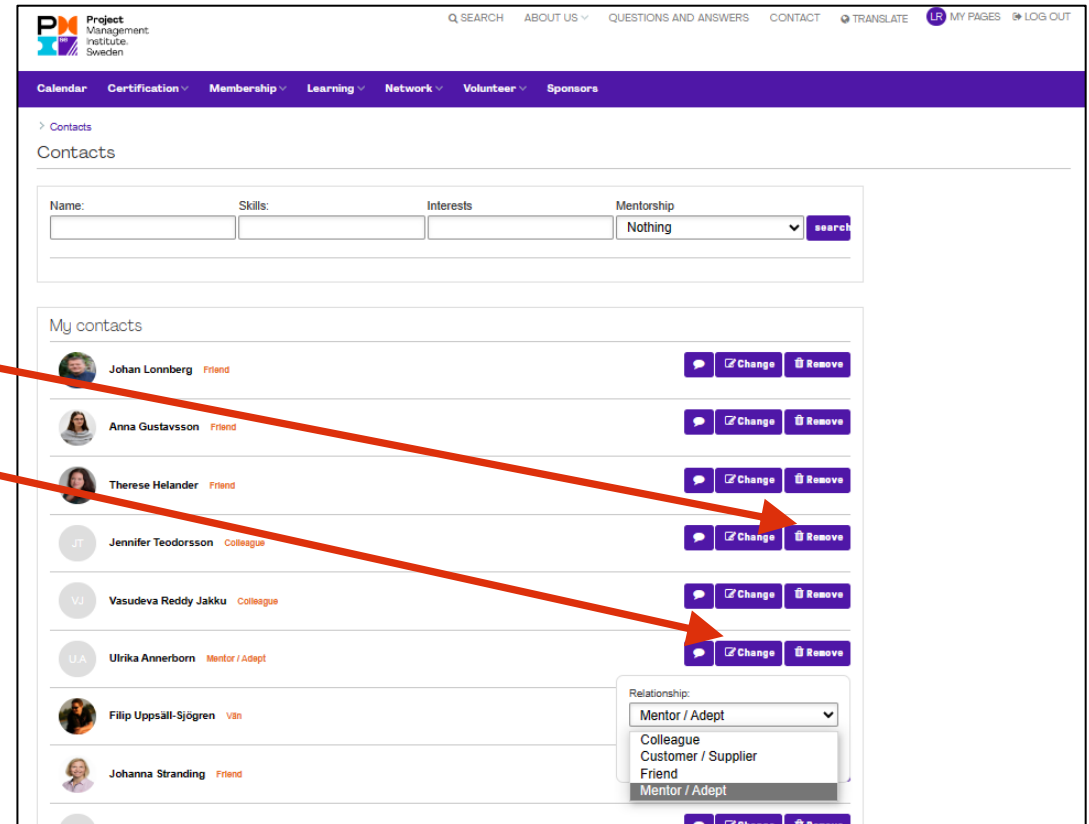 Project
Management
Institute.
Sweden
SEARCH ABOUT US QUESTIONS AND ANSWERS CONTACT TRANSLATE LR MY PAGES LOG OUT
Calendar Certification Membership Learning Network Volunteer Sponsors
> Contacts
Contacts
Name: Skills: Interests Mentorship
Nothing search
My contacts
Johan Lonnberg Friend Change Remove
Anna Gustavsson Friend Change Remove
Therese Helander Friend Change Remove
JT Jennifer Teodorsson Colleague Change Remove
VJ Vasudeva Reddy Jakku Colleague Change Remove
UA Ulrika Annerborn Mentor / Adept Change Remove
Relationship:
Filip Uppsäll-Sjögren Vän Mentor / Adept
Colleague
Customer / Supplier
Johanna Stranding Friend Friend
Mentor / Adept
Change Remove